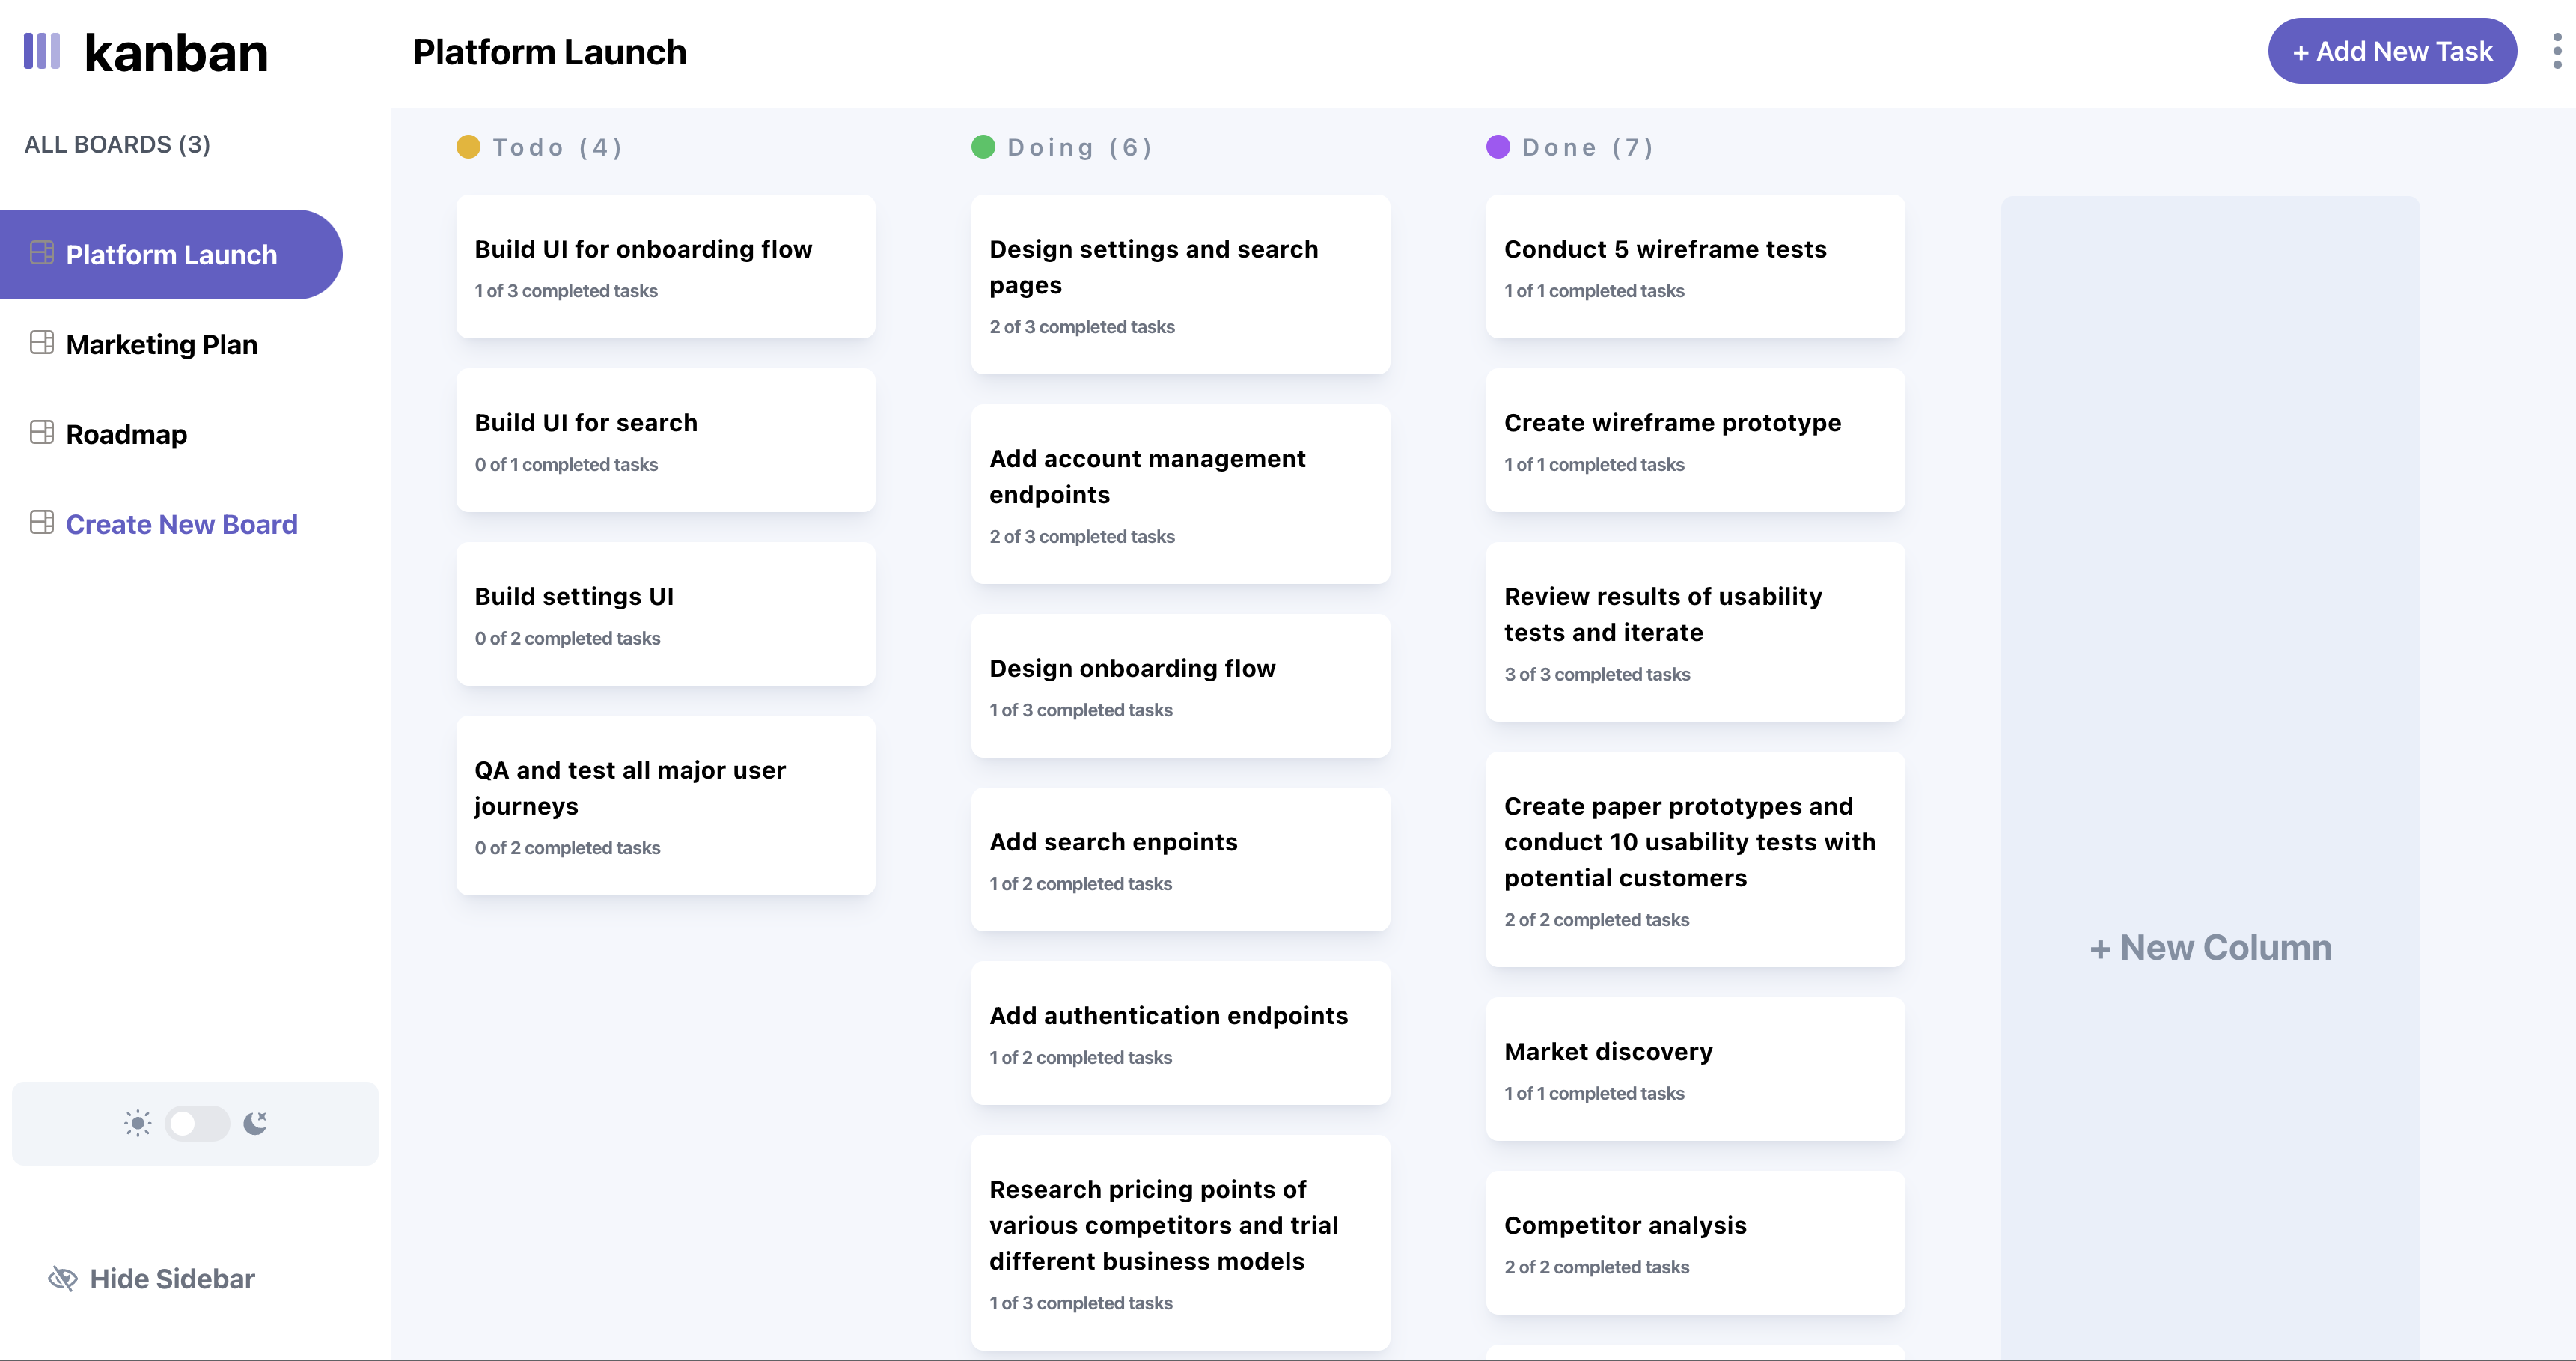 kanban
Platform Launch
+ Add New Task
ALL BOARDS (3)
Platform Launch
Marketing Plan
Roadmap
Create New Board
Hide Sidebar
Todo (4)
Build UI for onboarding flow
1 of 3 completed tasks
Build UI for search
0 of 1 completed tasks
Build settings UI
0 of 2 completed tasks
QA and test all major user
journeys
0 of 2 completed tasks
Doing (6)
Design settings and search
pages
2 of 3 completed tasks
Add account management
endpoints
2 of 3 completed tasks
Design onboarding flow
1 of 3 completed tasks
Add search enpoints
1 of 2 completed tasks
Add authentication endpoints
1 of 2 completed tasks
Research pricing points of
various competitors and trial
different business models
1 of 3 completed tasks
Done (7)
Conduct 5 wireframe tests
1 of 1 completed tasks
Create wireframe prototype
1 of 1 completed tasks
Review results of usability
tests and iterate
3 of 3 completed tasks
Create paper prototypes and
conduct 10 usability tests with
potential customers
2 of 2 completed tasks
Market discovery
1 of 1 completed tasks
Competitor analysis
2 of 2 completed tasks
+ New Column